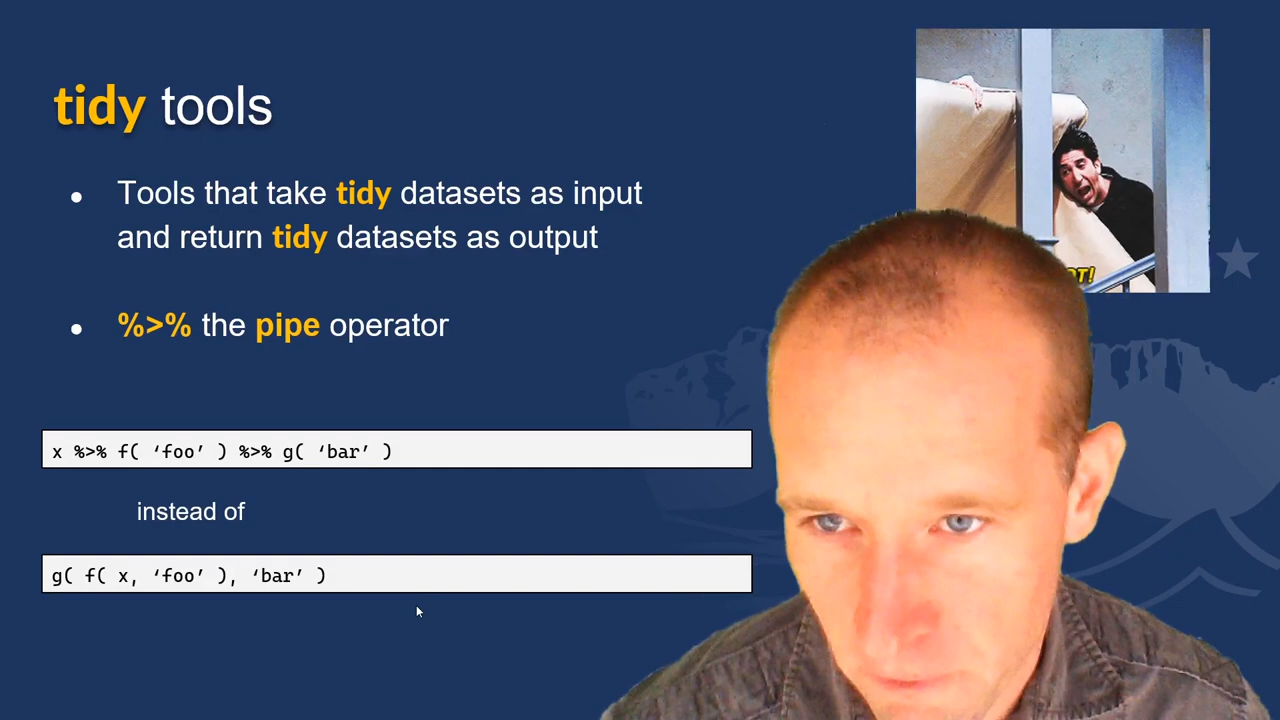 tidy tools
● Tools that take tidy datasets as input
and return tidy datasets as output
● %>% the pipe operator
x %>% f( ‘foo’ ) %>% g( ‘bar’ )
instead of
g( f( x, ‘foo’ ), ‘bar’ )